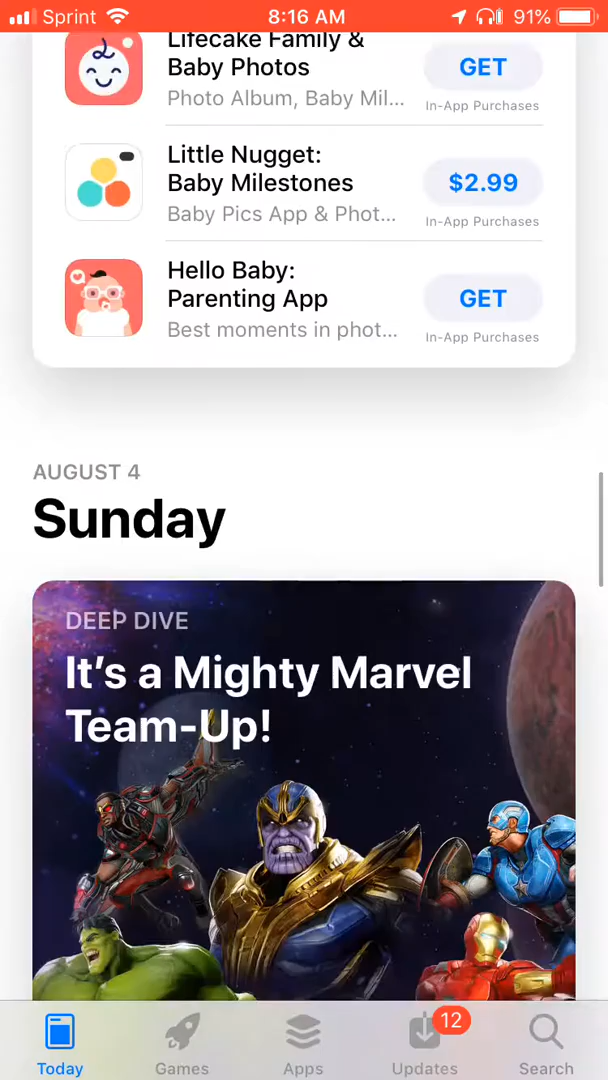 Sprint 8:16 AM 91%
Lifecake Family &
Baby Photos
Photo Album, Baby Mil...
GET
In-App Purchases
Little Nugget:
Baby Milestones
Baby Pics App & Phot...
$2.99
In-App Purchases
Hello Baby:
Parenting App
Best moments in phot...
GET
In-App Purchases
AUGUST 4
Sunday
DEEP DIVE
It’s a Mighty Marvel
Team-Up!
12
Today Games Apps Updates Search